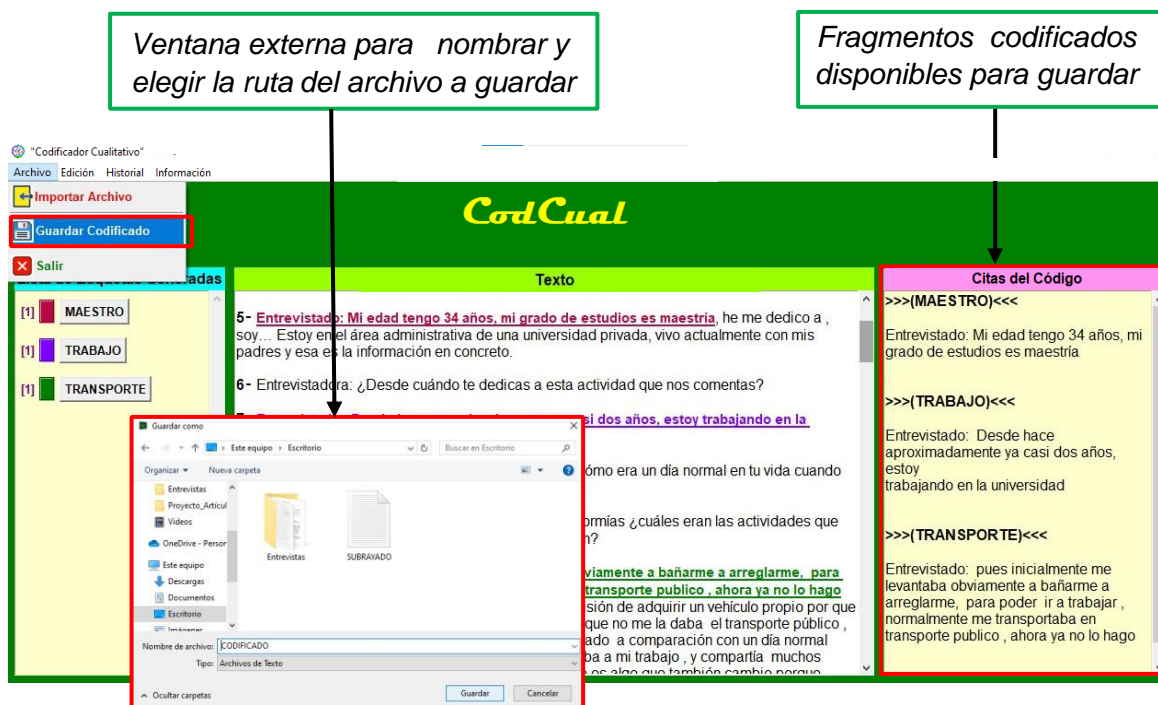 Ventana externa para nombrar y
elegir la ruta del archivo a guardar
Fragmentos codificados
disponibles para guardar
"Codificador Cualitativo"
Archivo Edición Historial Información
Importar Archivo
Guardar Codificado
Salir
CodCual
Texto
Citas del Código
[1] MAESTRO
[1] TRABAJO
[1] TRANSPORTE
5- Entrevistado: Mi edad tengo 34 años, mi grado de estudios es maestría, he me dedico a ,
soy… Estoy en el área administrativa de una universidad privada, vivo actualmente con mis
padres y esa es la información en concreto.
6- Entrevistadora: ¿Desde cuándo te dedicas a esta actividad que nos comentas?
si dos años, estoy trabajando en la
ómo era un día normal en tu vida cuando
ormías ¿cuáles eran las actividades que
n?
viamente a bañarme a arreglarme, para
transporte publico , ahora ya no lo hago
sión de adquirir un vehículo propio por que
que no me la daba el transporte público ,
ado a comparación con un día normal
ba a mi trabajo , y compartía muchos
es algo que también cambio porque
>>>(MAESTRO)<<<
Entrevistado: Mi edad tengo 34 años, mi
grado de estudios es maestría
>>>(TRABAJO)<<<
Entrevistado: Desde hace
aproximadamente ya casi dos años,
estoy
trabajando en la universidad
>>>(TRANSPORTE)<<<
Entrevistado: pues inicialmente me
levantaba obviamente a bañarme a
arreglarme, para poder ir a trabajar ,
normalmente me transportaba en
transporte publico , ahora ya no lo hago
Guardar como
Este equipo › Escritorio
Buscar en Escritorio
Organizar Nueva carpeta
Entrevistas
Proyecto_Artícul
Videos
OneDrive - Person
Este equipo
Descargas
Documentos
Escritorio
Imágenes
Entrevistas
SUBRAYADO
Nombre de archivo: CODIFICADO
Tipo: Archivos de Texto
Ocultar carpetas
Guardar Cancelar